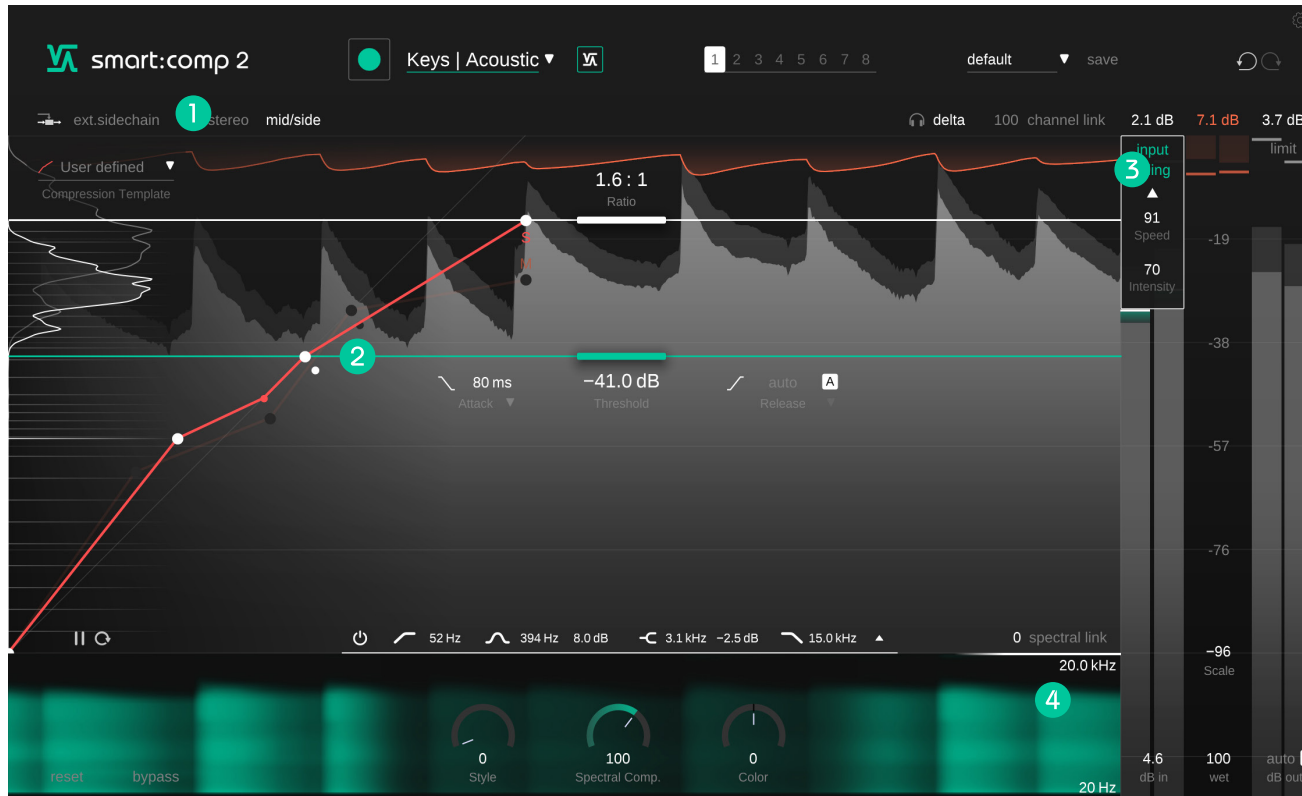 smart:comp 2
Keys | Acoustic
1 2 3 4 5 6 7 8
default
save
ext.sidechain
1
stereo
mid/side
delta
100 channel link
2.1 dB
7.1 dB
3.7 dB
User defined
Compression Template
1.6 : 1
Ratio
input
3
limit
91
Speed
70
Intensity
S
M
-19
-38
-57
-76
−96
Scale
2
80 ms
Attack
−41.0 dB
Threshold
auto
A
Release
52 Hz
394 Hz 8.0 dB
3.1 kHz −2.5 dB
15.0 kHz
0 spectral link
20.0 kHz
4
0
Style
100
Spectral Comp.
0
Color
reset
bypass
20 Hz
4.6
dB in
100
wet
auto
dB out